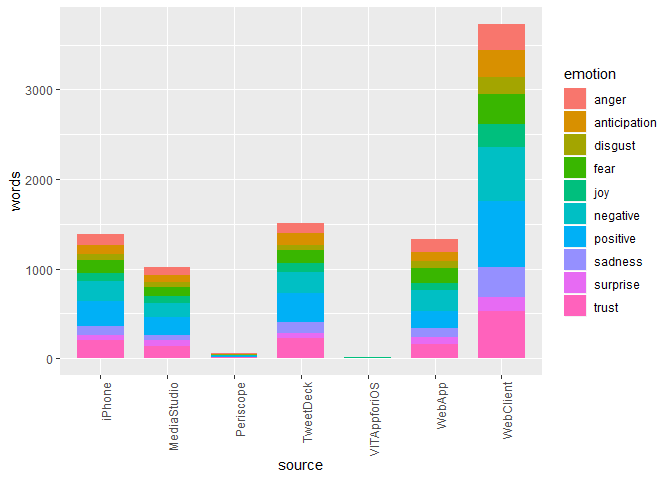 emotion
anger
anticipation
disgust
fear
joy
negative
positive
sadness
surprise
trust
words
3000
2000
1000
0
iPhone
MediaStudio
Periscope
TweetDeck
VITAppforiOS
WebApp
WebClient
source